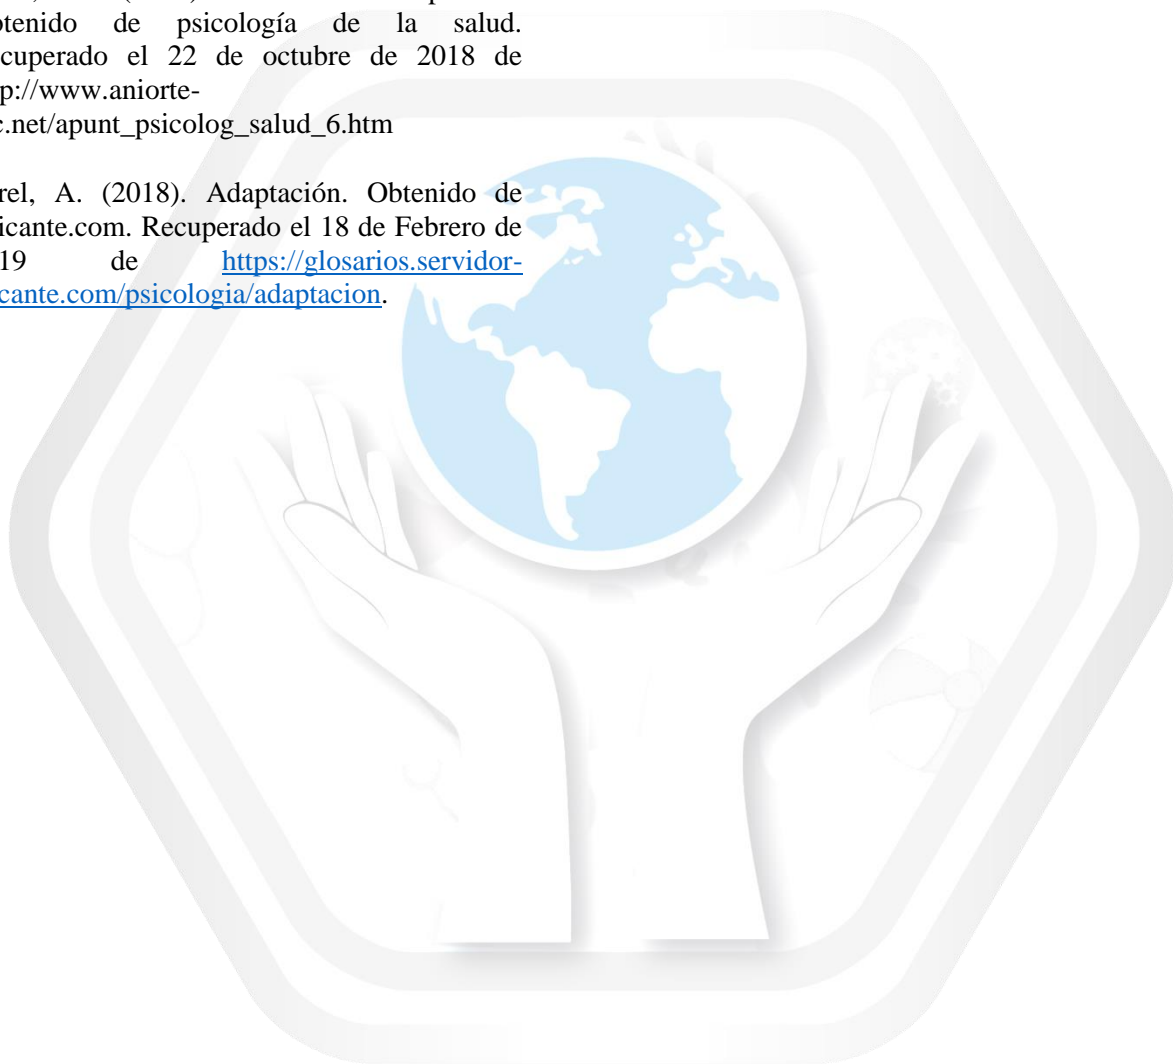 tenido de psicología de la salud.
cuperado el 22 de octubre de 2018 de
p://www.aniorte-
c.net/apunt_psicolog_salud_6.htm
rel, A. (2018). Adaptación. Obtenido de
icante.com. Recuperado el 18 de Febrero de
19 de https://glosarios.servidor-
cante.com/psicologia/adaptacion.